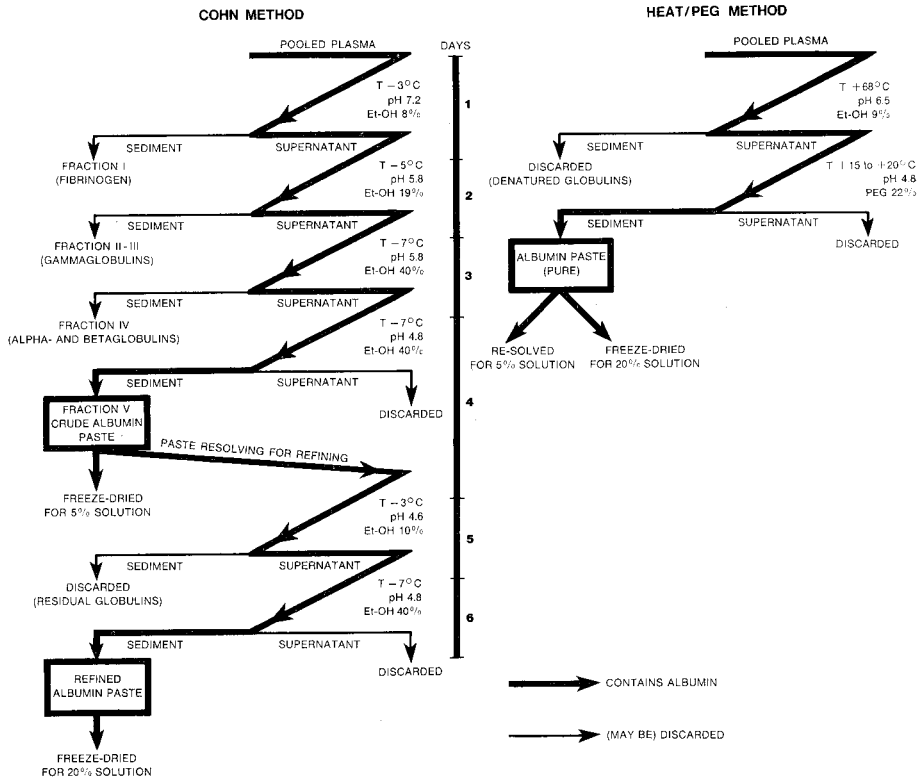 COHN METHOD
POOLED PLASMA
T −3°C
pH 7.2
Et-OH 8%
SEDIMENT
SUPERNATANT
FRACTION I
(FIBRINOGEN)
T −5°C
pH 5.8
Et-OH 19%
SEDIMENT
SUPERNATANT
FRACTION II-III
(GAMMAGLOBULINS)
T −7°C
pH 5.8
Et-OH 40%
SEDIMENT
SUPERNATANT
FRACTION IV
(ALPHA- AND BETAGLOBULINS)
T −7°C
pH 4.8
Et-OH 40%
SEDIMENT
SUPERNATANT
DISCARDED
FRACTION V
CRUDE ALBUMIN
PASTE
PASTE RESOLVING FOR REFINING
FREEZE-DRIED
FOR 5% SOLUTION
T −3°C
pH 4.6
Et-OH 10%
SEDIMENT
SUPERNATANT
DISCARDED
(RESIDUAL GLOBULINS)
T −7°C
pH 4.8
Et-OH 40%
SEDIMENT
SUPERNATANT
DISCARDED
REFINED
ALBUMIN PASTE
FREEZE-DRIED
FOR 20% SOLUTION
DAYS
1
2
3
4
5
6
HEAT/PEG METHOD
POOLED PLASMA
T +68°C
pH 6.5
Et-OH 9%
SEDIMENT
SUPERNATANT
DISCARDED
(DENATURED GLOBULINS)
T +15 to +20°C
pH 4.8
PEG 22%
SEDIMENT
SUPERNATANT
DISCARDED
ALBUMIN PASTE
(PURE)
RE-SOLVED
FOR 5% SOLUTION
FREEZE-DRIED
FOR 20% SOLUTION
CONTAINS ALBUMIN
(MAY BE) DISCARDED